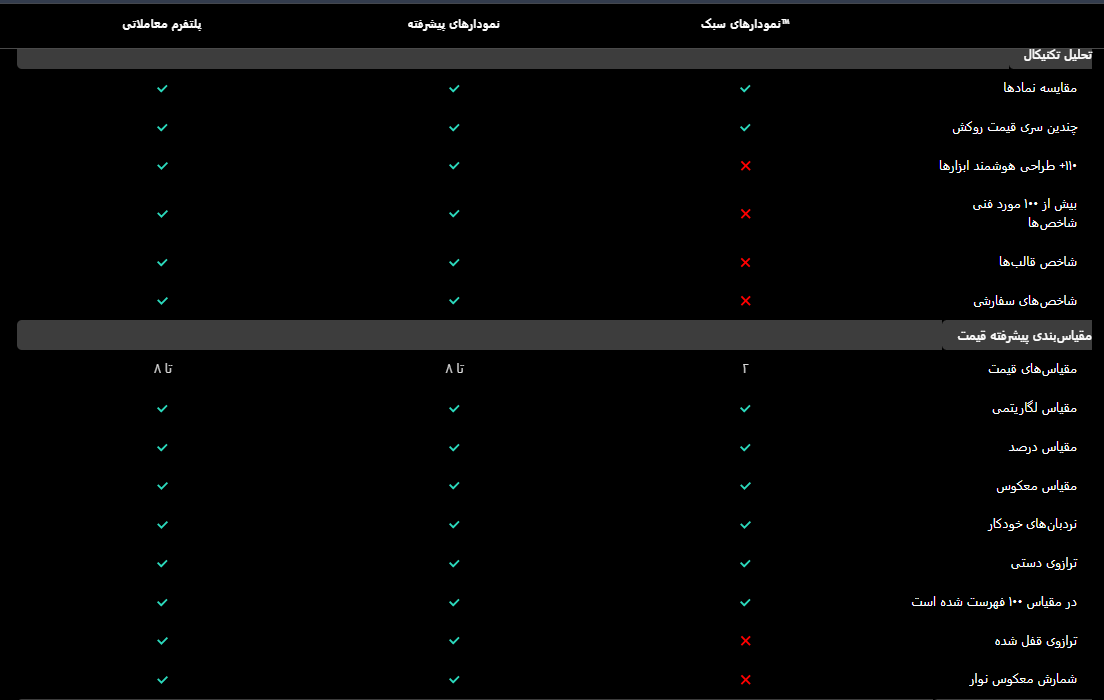 نمودارهای سبک™
نمودارهای پیشرفته
پلتفرم معاملاتی
تحلیل تکنیکال
مقایسه نمادها
چندین سری قیمت روکش
۱۱۰+ طراحی هوشمند ابزارها
بیش از ۱۰۰ مورد فنی
شاخص‌ها
شاخص قالب‌ها
شاخص‌های سفارشی
مقیاس‌بندی پیشرفته قیمت
مقیاس‌های قیمت
۲
تا ۸
تا ۸
مقیاس لگاریتمی
مقیاس درصد
مقیاس معکوس
نردبان‌های خودکار
ترازوی دستی
در مقیاس ۱۰۰ فهرست شده است
ترازوی قفل شده
شمارش معکوس نوار